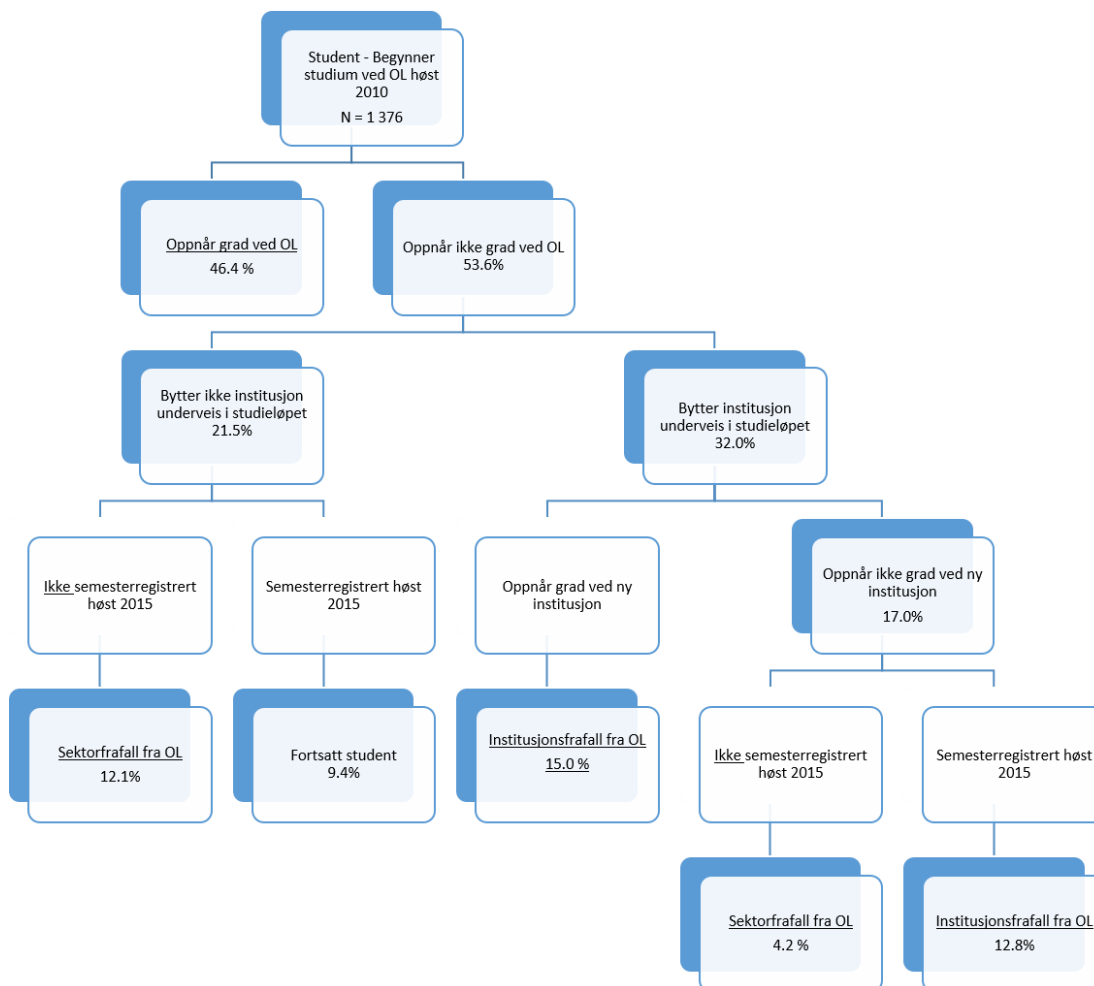 Student - Begynner
studium ved OL høst
2010
N = 1 376
Oppnår grad ved OL
46.4 %
Oppnår ikke grad ved OL
53.6%
Bytter ikke institusjon
underveis i studieløpet
21.5%
Bytter institusjon
underveis i studieløpet
32.0%
Ikke semesterregistrert
høst 2015
Semesterregistrert høst
2015
Oppnår grad ved ny
institusjon
Oppnår ikke grad ved ny
institusjon
17.0%
Sektorfrafall fra OL
12.1%
Fortsatt student
9.4%
Institusjonsfrafall fra OL
15.0 %
Ikke semesterregistrert
høst 2015
Semesterregistrert høst
2015
Sektorfrafall fra OL
4.2 %
Institusjonsfrafall fra OL
12.8%